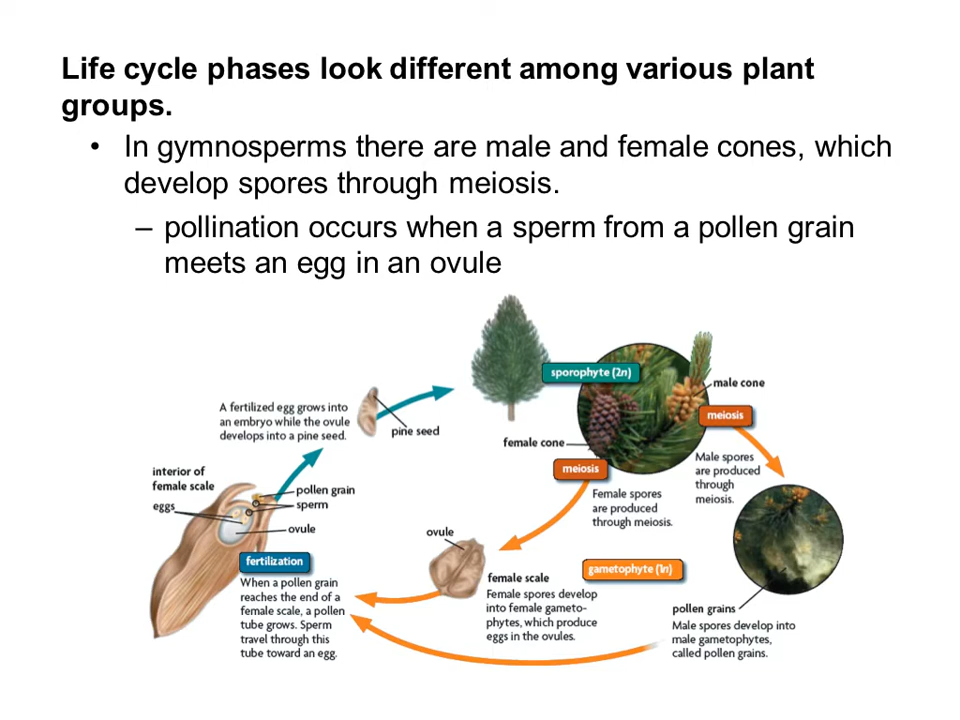 Life cycle phases look different among various plant
groups.
• In gymnosperms there are male and female cones, which
develop spores through meiosis.
– pollination occurs when a sperm from a pollen grain
meets an egg in an ovule
sporophyte (2n)
male cone
meiosis
female cone
meiosis
Male spores
are produced
through
meiosis.
Female spores
are produced
through meiosis.
A fertilized egg grows into
an embryo while the ovule
develops into a pine seed.
pine seed
interior of
female scale
eggs
pollen grain
sperm
ovule
fertilization
When a pollen grain
reaches the end of a
female scale, a pollen
tube grows. Sperm
travel through this
tube toward an egg.
ovule
female scale
Female spores develop
into female gameto-
phytes, which produce
eggs in the ovules.
gametophyte (1n)
pollen grains
Male spores develop into
male gametophytes,
called pollen grains.